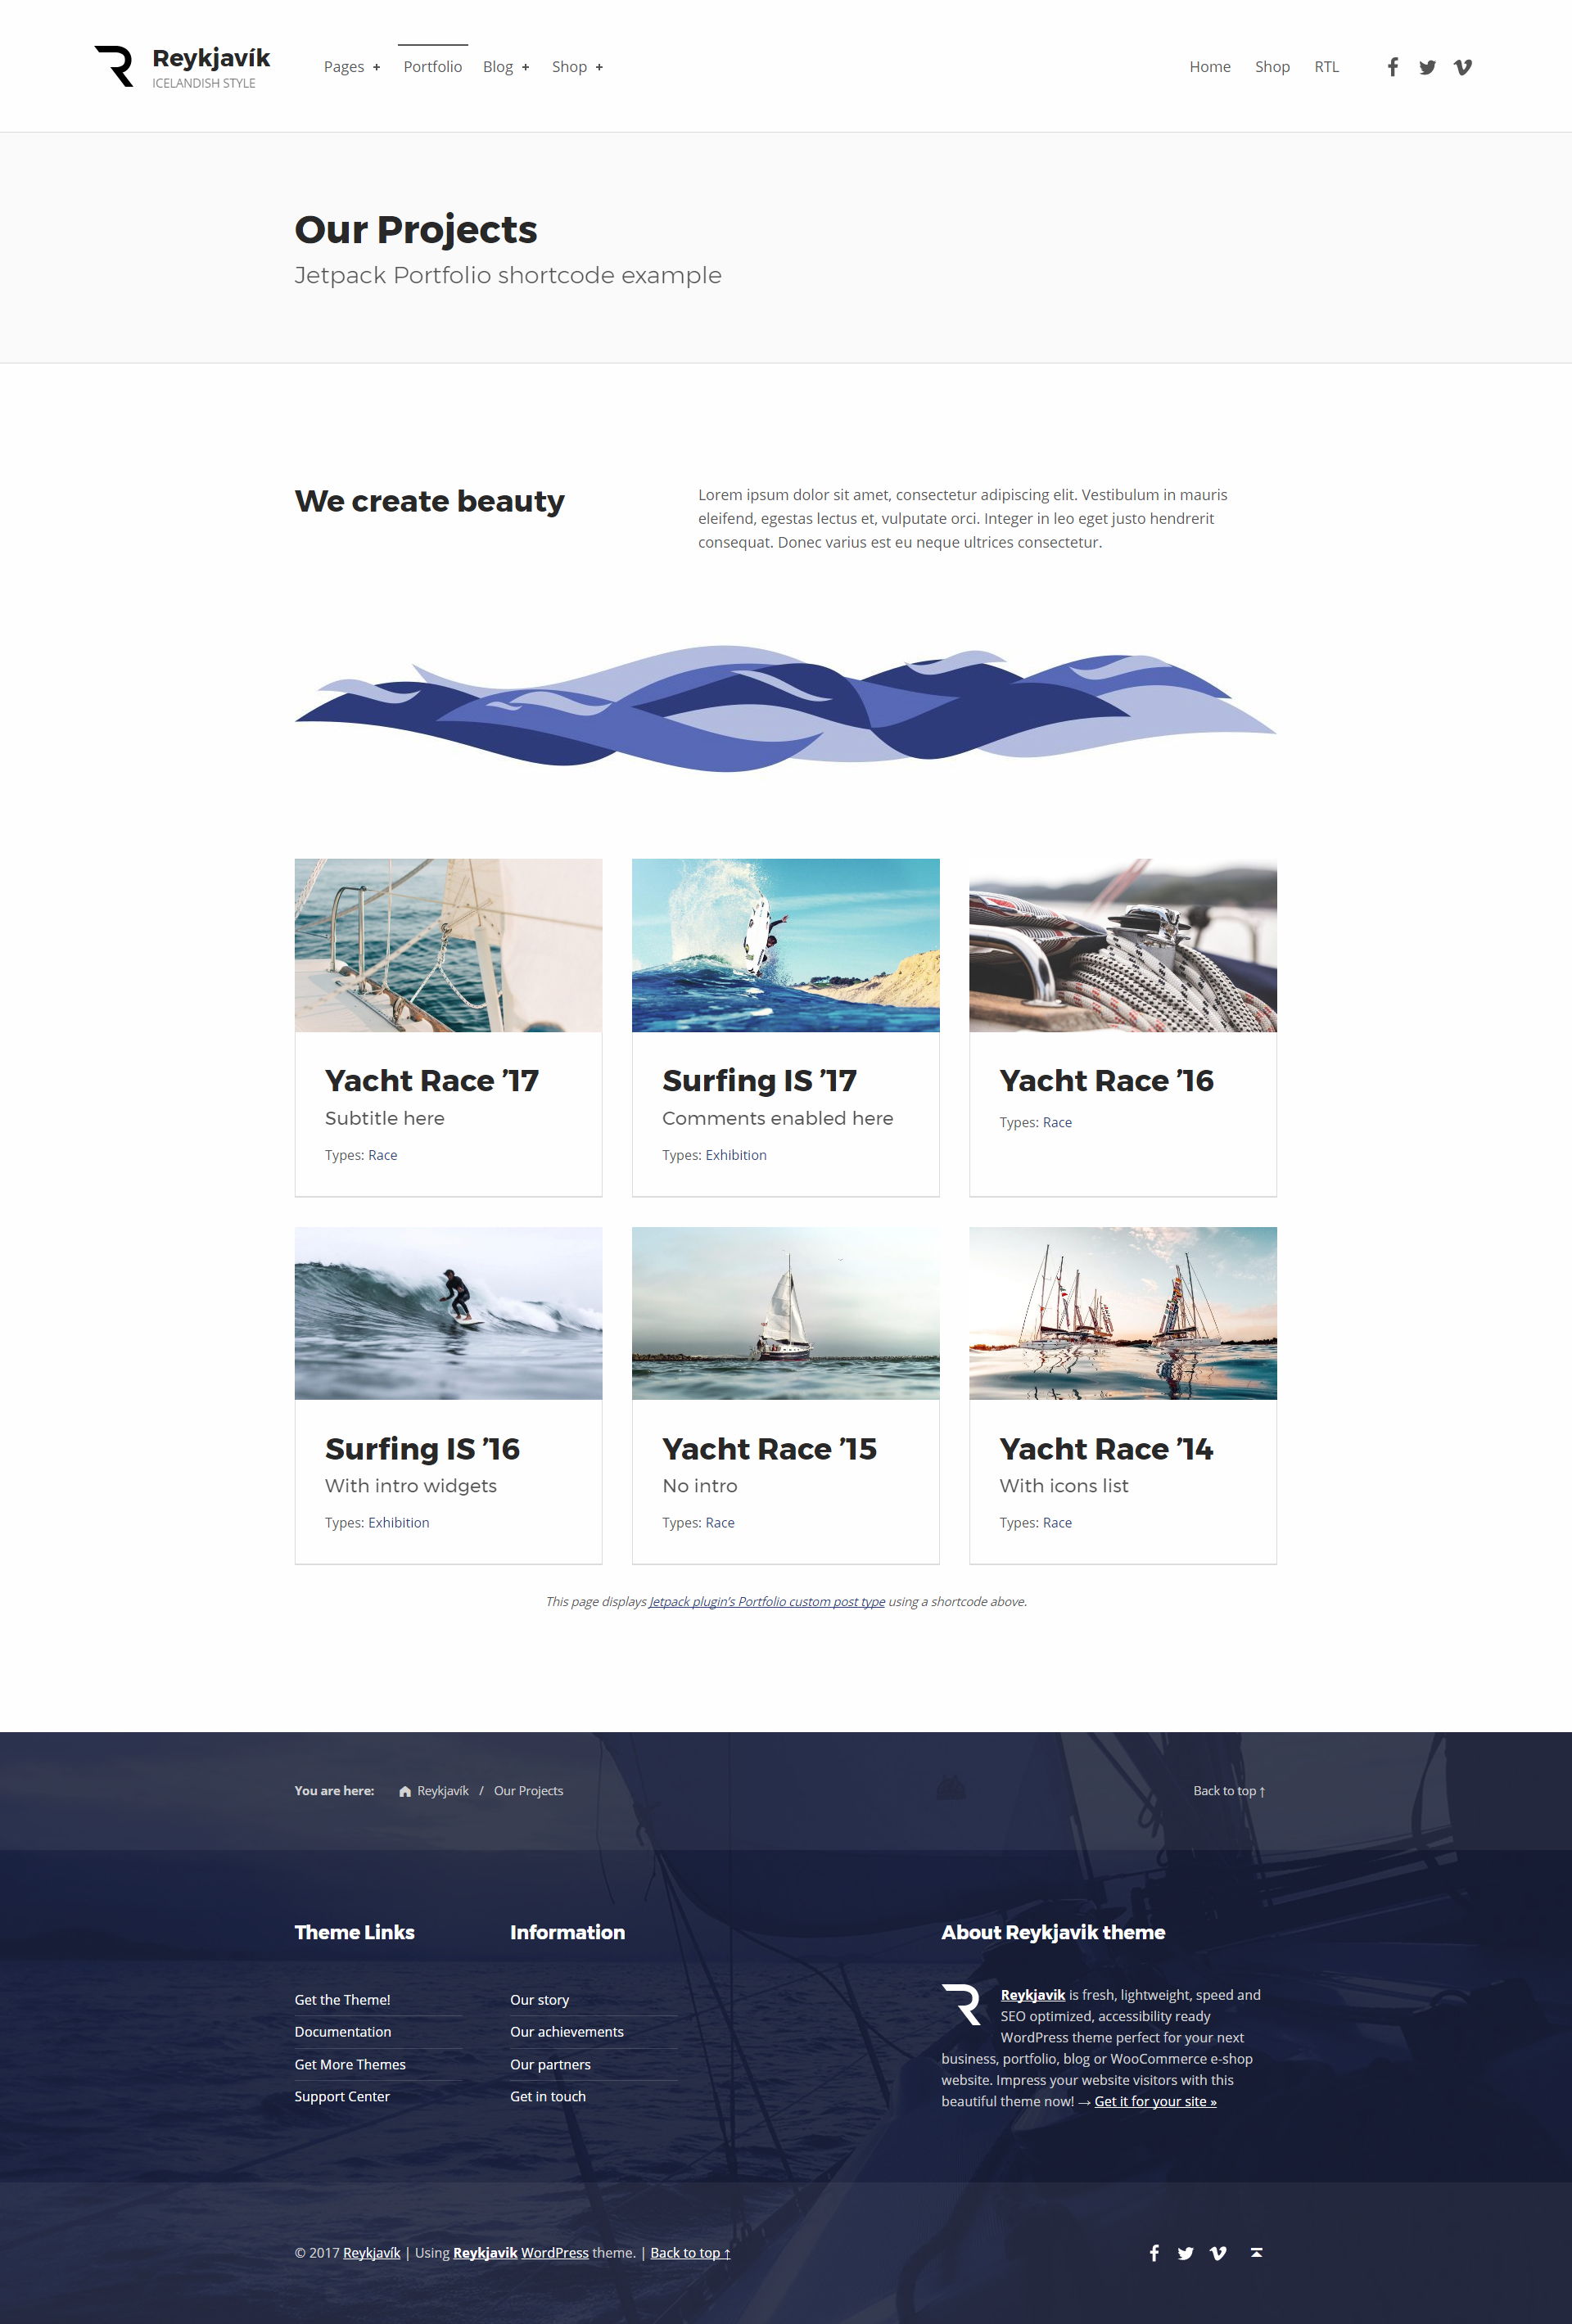 Reykjavík
ICELANDISH STYLE
Pages + Portfolio Blog + Shop +
Home Shop RTL
Our Projects
Jetpack Portfolio shortcode example
We create beauty
Lorem ipsum dolor sit amet, consectetur adipiscing elit. Vestibulum in mauris
eleifend, egestas lectus et, vulputate orci. Integer in leo eget justo hendrerit
consequat. Donec varius est eu neque ultrices consectetur.
Yacht Race ’17
Subtitle here
Types: Race
Surfing IS ’17
Comments enabled here
Types: Exhibition
Yacht Race ’16
Types: Race
Surfing IS ’16
With intro widgets
Types: Exhibition
Yacht Race ’15
No intro
Types: Race
Yacht Race ’14
With icons list
Types: Race
This page displays Jetpack plugin’s Portfolio custom post type using a shortcode above.
You are here: Reykjavík / Our Projects
Back to top ↑
Theme Links
Get the Theme!
Documentation
Get More Themes
Support Center
Information
Our story
Our achievements
Our partners
Get in touch
About Reykjavik theme
Reykjavik is fresh, lightweight, speed and
SEO optimized, accessibility ready
WordPress theme perfect for your next
business, portfolio, blog or WooCommerce e-shop
website. Impress your website visitors with this
beautiful theme now! → Get it for your site »
© 2017 Reykjavík | Using Reykjavik WordPress theme. | Back to top ↑